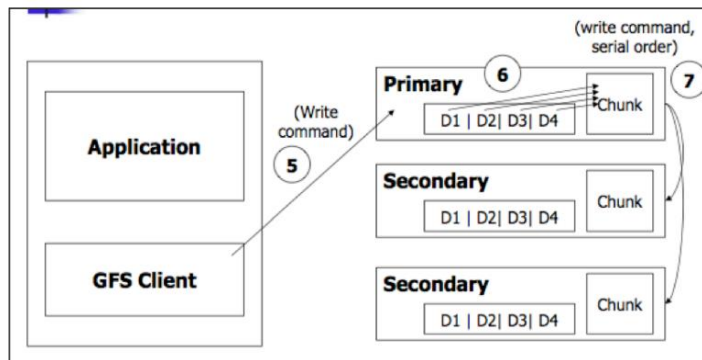 (write command,
serial order)
6
7
Primary
D1 | D2| D3| D4
Chunk
(Write
command)
5
Application
Secondary
D1 | D2| D3| D4
Chunk
GFS Client
Secondary
D1 | D2| D3| D4
Chunk